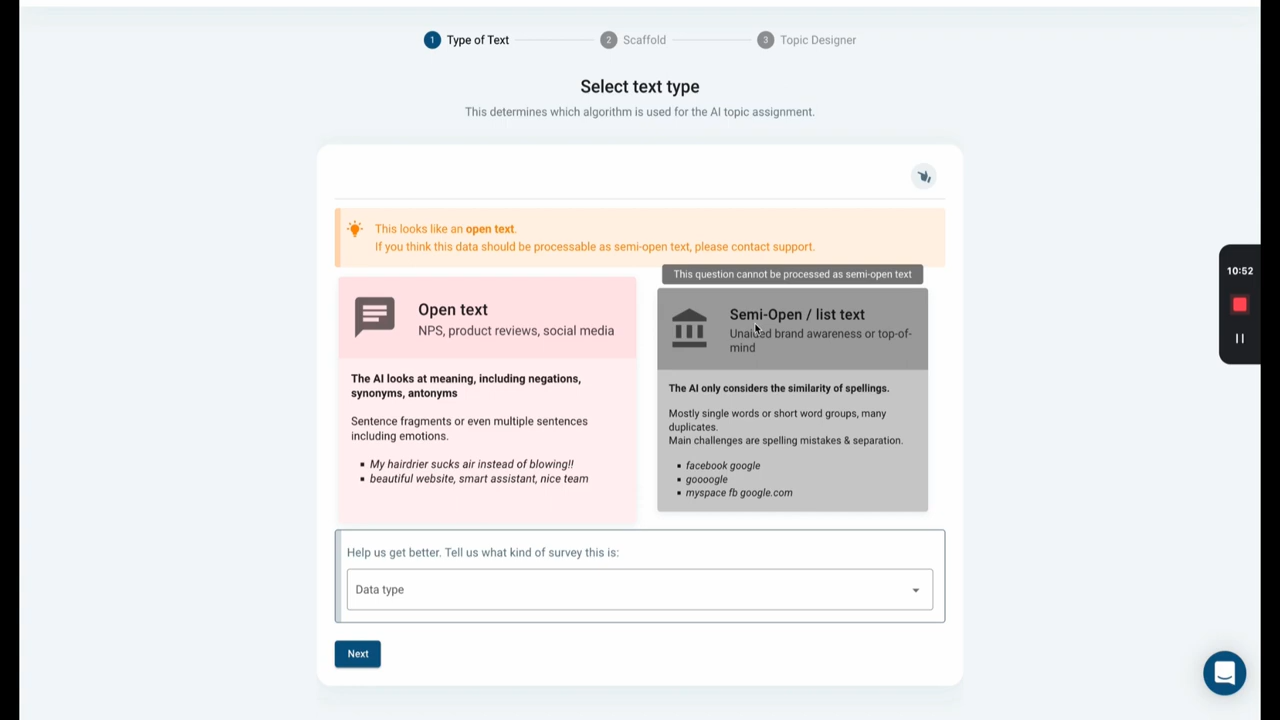 1 Type of Text
2 Scaffold
3 Topic Designer
Select text type
This determines which algorithm is used for the AI topic assignment.
This looks like an open text.
If you think this data should be processable as semi-open text, please contact support.
This question cannot be processed as semi-open text
Open text
NPS, product reviews, social media
The AI looks at meaning, including negations,
synonyms, antonyms
Sentence fragments or even multiple sentences
including emotions.
▪ My hairdrier sucks air instead of blowing!!
▪ beautiful website, smart assistant, nice team
Semi-Open / list text
Unaided brand awareness or top-of-
mind
The AI only considers the similarity of spellings.
Mostly single words or short word groups, many
duplicates.
Main challenges are spelling mistakes & separation.
▪ facebook google
▪ goooogle
▪ myspace fb google.com
Help us get better. Tell us what kind of survey this is:
Data type
Next
10:52